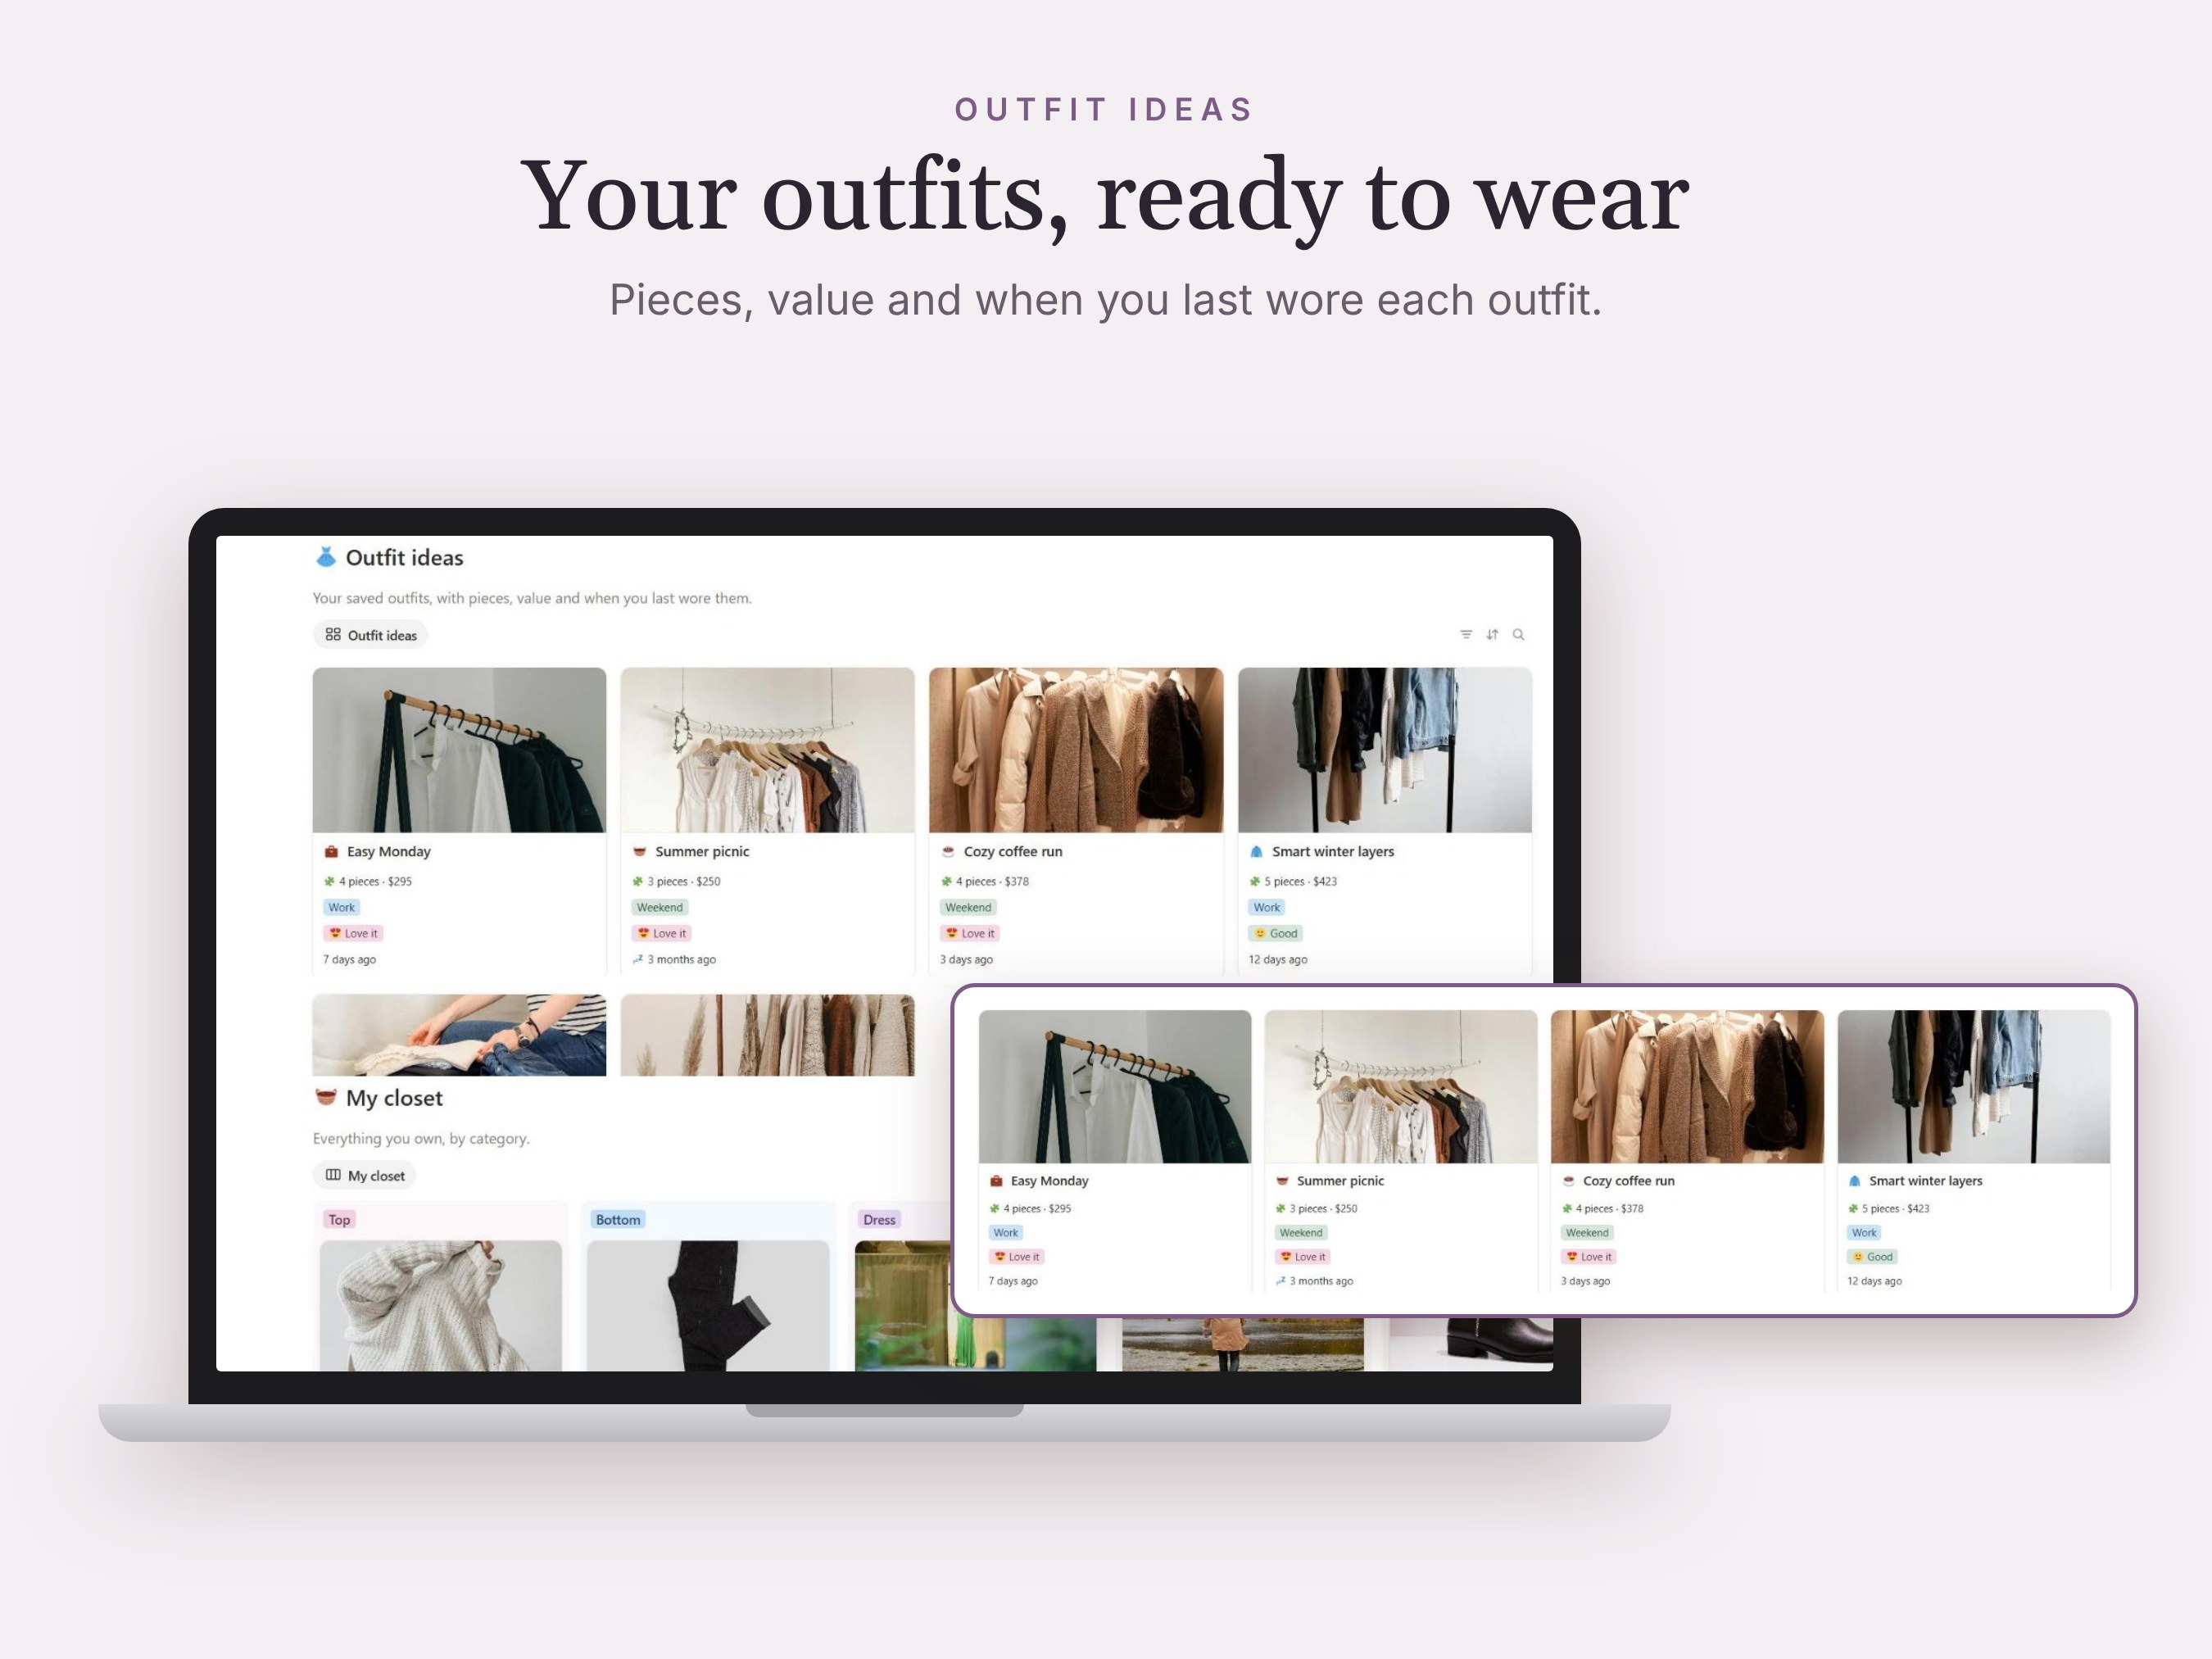 OUTFIT IDEAS
Your outfits, ready to wear
Pieces, value and when you last wore each outfit.
Outfit ideas
Your saved outfits, with pieces, value and when you last wore them.
Outfit ideas
Easy Monday
4 pieces · $295
Work
Love it
7 days ago
Summer picnic
3 pieces · $250
Weekend
Love it
3 months ago
Cozy coffee run
4 pieces · $378
Weekend
Love it
3 days ago
Smart winter layers
5 pieces · $423
Work
Good
12 days ago
My closet
Everything you own, by category.
My closet
Top
Bottom
Dress
Easy Monday
4 pieces · $295
Work
Love it
7 days ago
Summer picnic
3 pieces · $250
Weekend
Love it
3 months ago
Cozy coffee run
4 pieces · $378
Weekend
Love it
3 days ago
Smart winter layers
5 pieces · $423
Work
Good
12 days ago